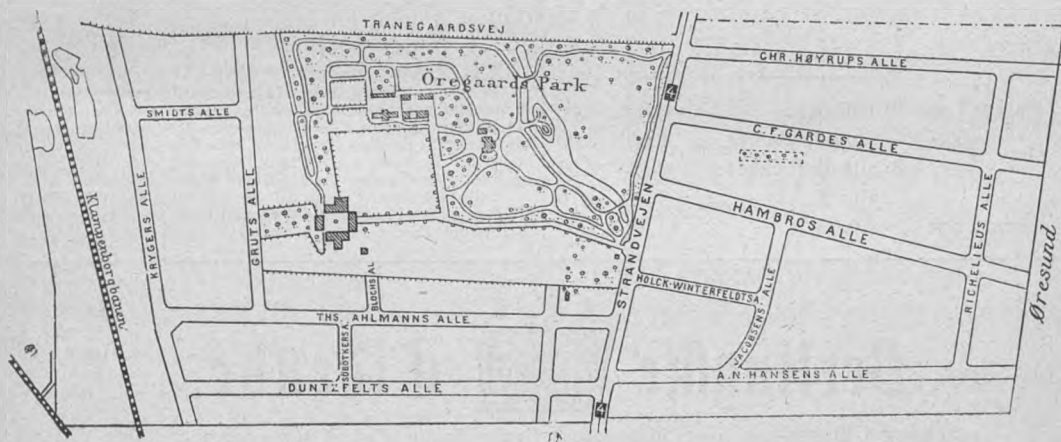 TRANEGAARDSVEJ
CHR. HØYRUPS ALLE
Öregaards Park
SMIDTS ALLE
C. F. GARDES ALLE
HAMBROS ALLE
KRYGERS ALLE
GRUTS ALLE
STRANDVEJEN
RICHELIEUS ALLE
Øresund
Klampenborgbanen
HOLCK-WINTERFELDTSA.
BLOCHS AL.
THS. AHLMANNS ALLE
JACOBSENS ALLE
SOBOTKERS A.
DUNTZFELTS ALLE
A. N. HANSENS ALLE